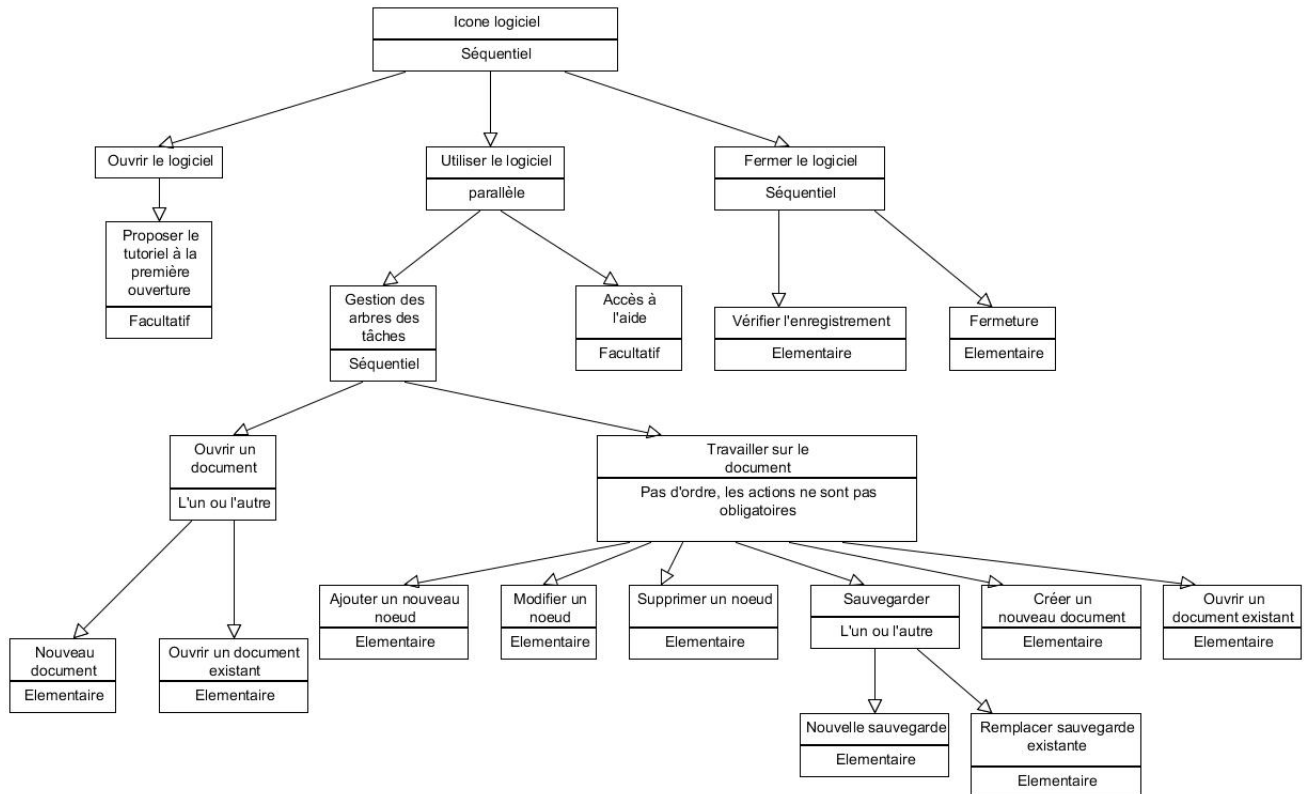 Icone logiciel
Séquentiel
Ouvrir le logiciel
Utiliser le logiciel
parallèle
Fermer le logiciel
Séquentiel
Proposer le
tutoriel à la
première
ouverture
Facultatif
Gestion des
arbres des
tâches
Séquentiel
Accès à
l'aide
Facultatif
Vérifier l'enregistrement
Elementaire
Fermeture
Elementaire
Ouvrir un
document
L'un ou l'autre
Travailler sur le
document
Pas d'ordre, les actions ne sont pas
obligatoires
Nouveau
document
Elementaire
Ouvrir un document
existant
Elementaire
Ajouter un nouveau
noeud
Elementaire
Modifier un
noeud
Elementaire
Supprimer un noeud
Elementaire
Sauvegarder
L'un ou l'autre
Créer un
nouveau document
Elementaire
Ouvrir un
document existant
Elementaire
Nouvelle sauvegarde
Elementaire
Remplacer sauvegarde
existante
Elementaire